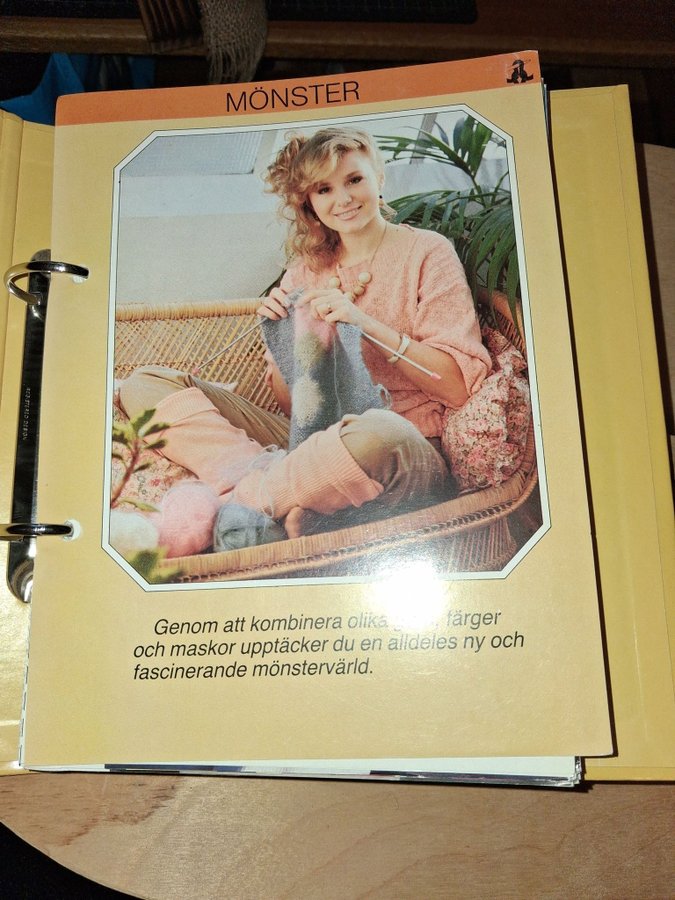 MÖNSTER
Genom att kombinera olika färger
och maskor upptäcker du en alldeles ny och
fascinerande mönstervärld.